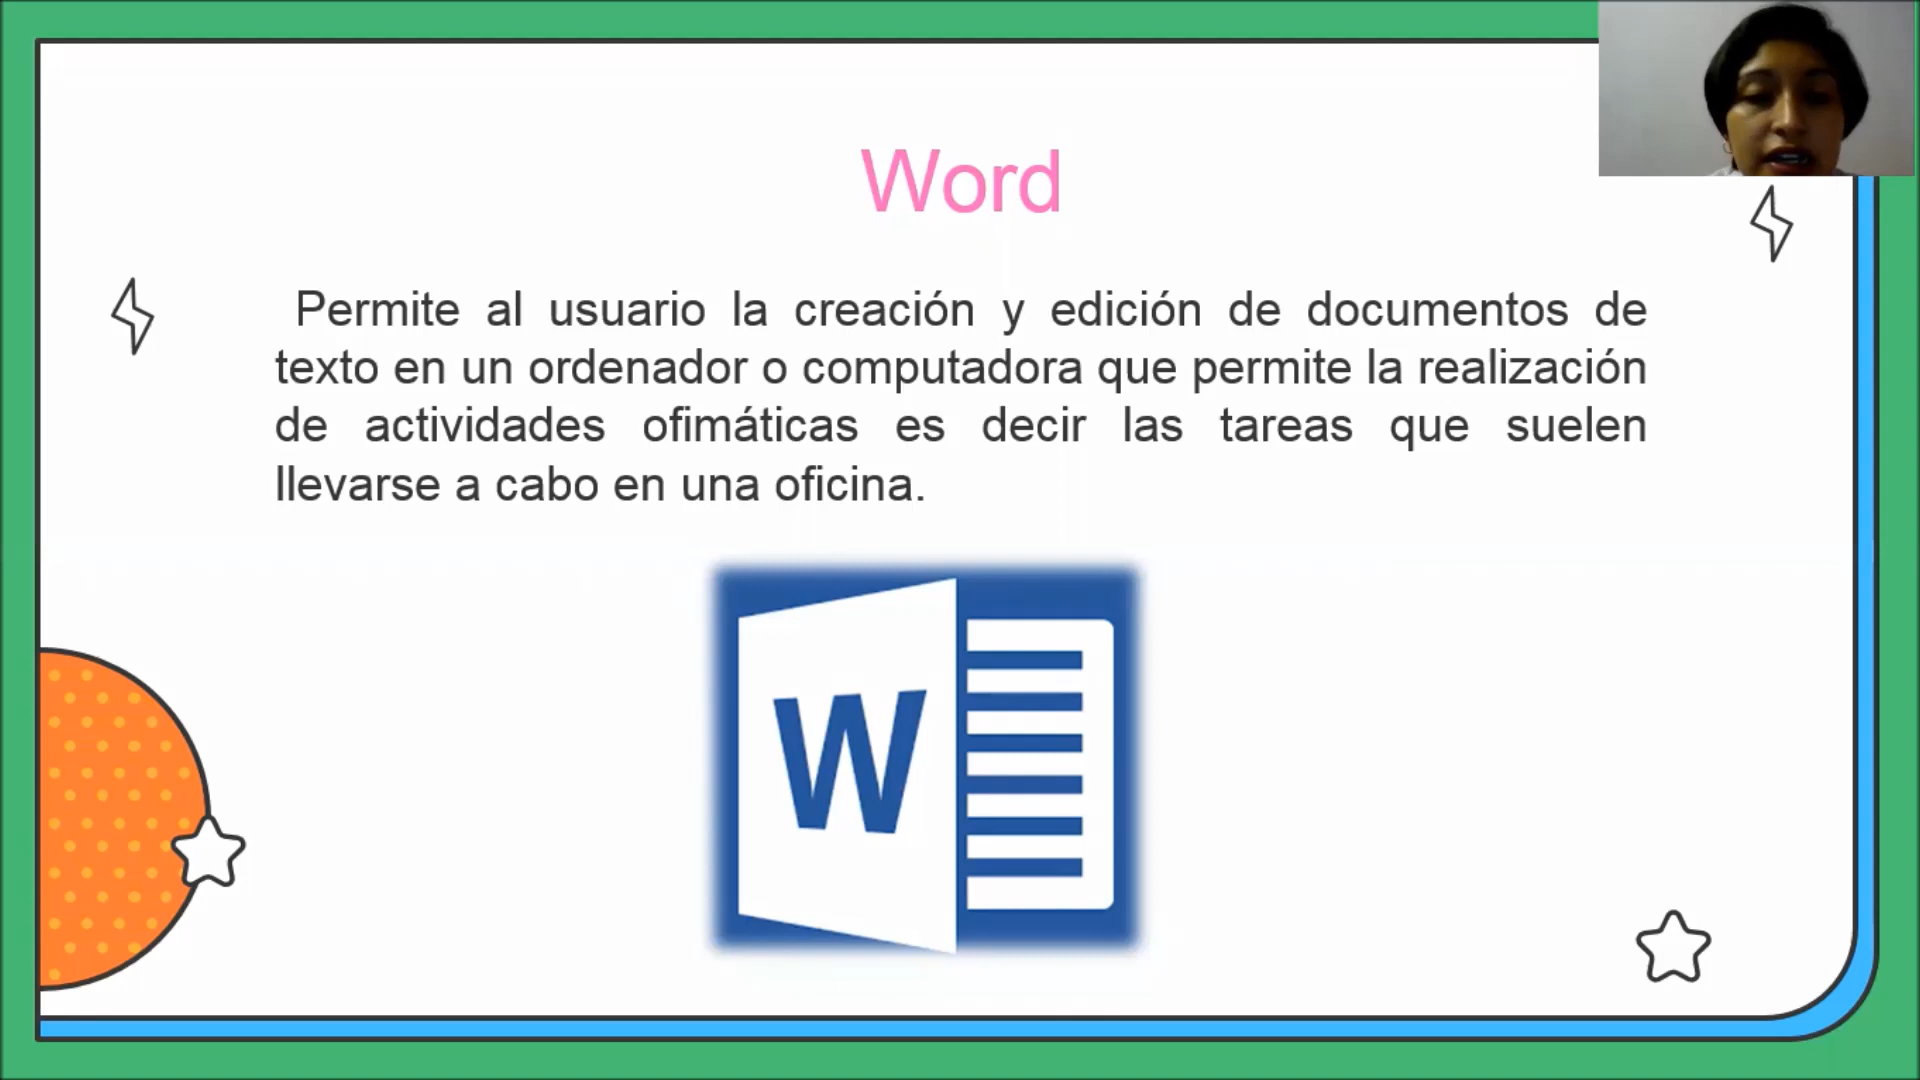 Word
Permite al usuario la creación y edición de documentos de
texto en un ordenador o computadora que permite la realización
de actividades ofimáticas es decir las tareas que suelen
llevarse a cabo en una oficina.
W